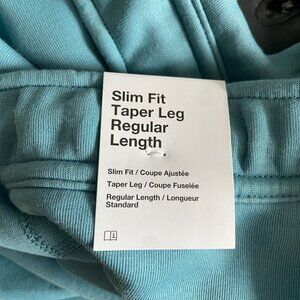 Slim Fit
Taper Leg
Regular
Length
Slim Fit / Coupe Ajustée
Taper Leg / Coupe Fuselée
Regular Length / Longueur
Standard